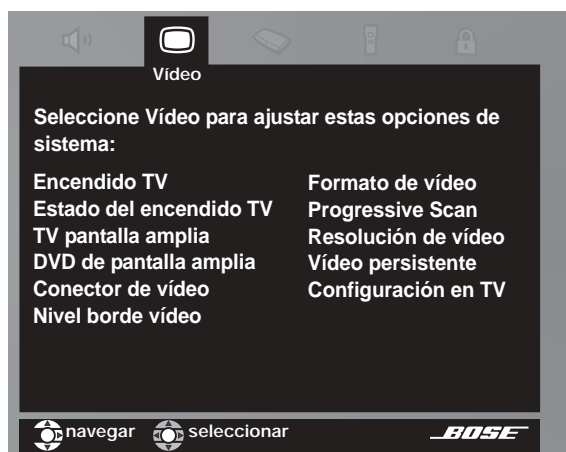 Vídeo
Seleccione Vídeo para ajustar estas opciones de
sistema:
Encendido TV
Estado del encendido TV
TV pantalla amplia
DVD de pantalla amplia
Conector de vídeo
Nivel borde vídeo
Formato de vídeo
Progressive Scan
Resolución de vídeo
Vídeo persistente
Configuración en TV
navegar seleccionar BOSE